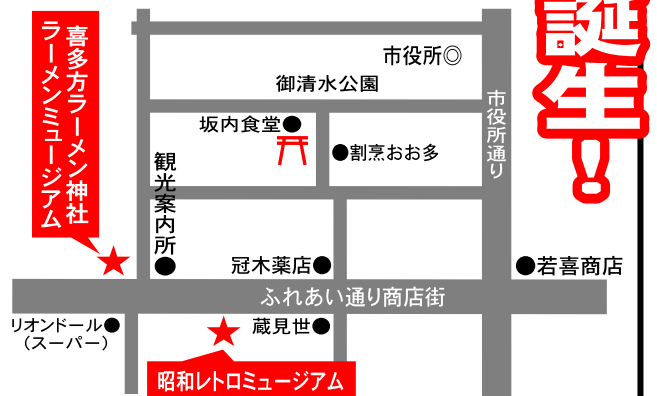 誕生!
喜多方ラーメン神社
ラーメンミュージアム
市役所◎
御清水公園
市役所通り
坂内食堂●
●割烹おお多
観光案内所●
冠木薬店●
●若喜商店
ふれあい通り商店街
リオンドール●
(スーパー)
蔵見世●
昭和レトロミュージアム